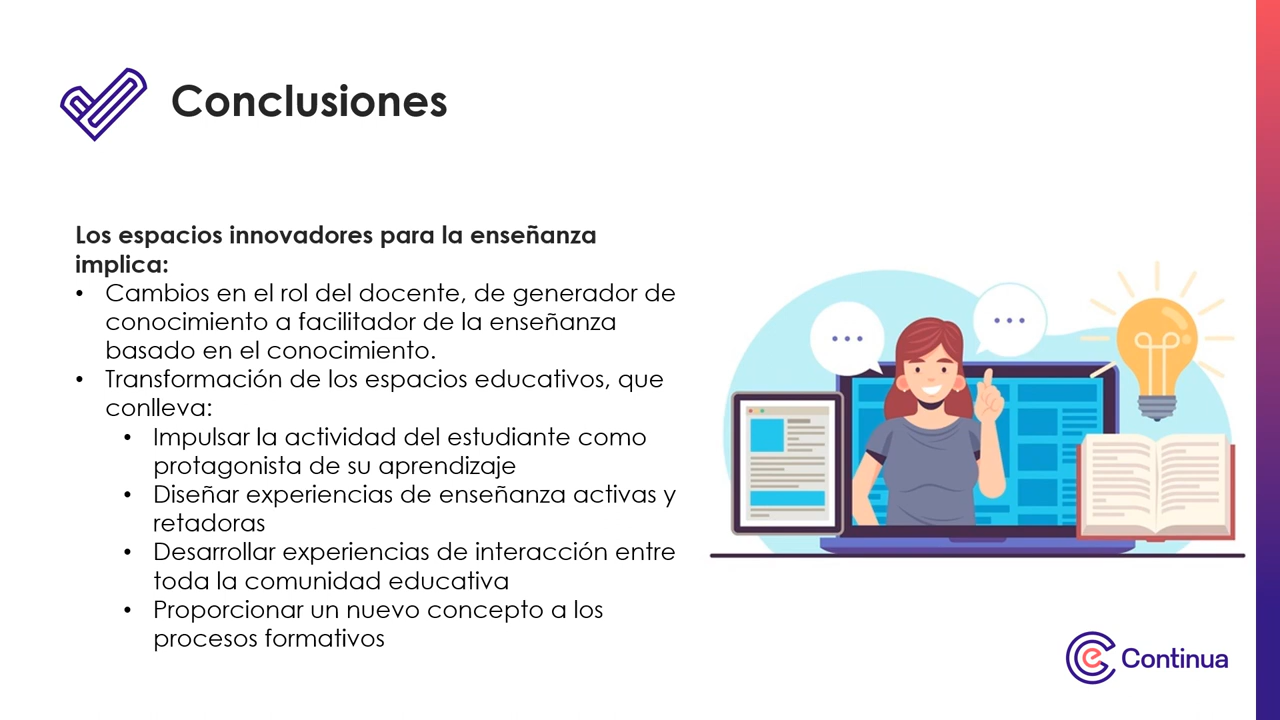 Conclusiones
Los espacios innovadores para la enseñanza
implica:
• Cambios en el rol del docente, de generador de
conocimiento a facilitador de la enseñanza
basado en el conocimiento.
• Transformación de los espacios educativos, que
conlleva:
• Impulsar la actividad del estudiante como
protagonista de su aprendizaje
• Diseñar experiencias de enseñanza activas y
retadoras
• Desarrollar experiencias de interacción entre
toda la comunidad educativa
• Proporcionar un nuevo concepto a los
procesos formativos
e Continua